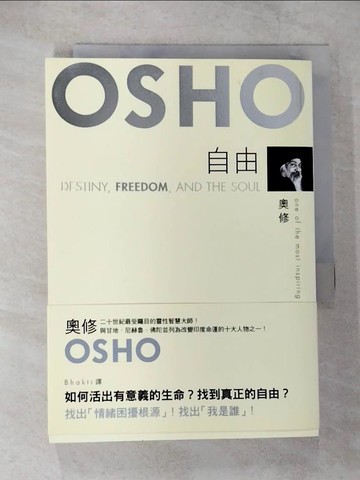 OSHO
自由
DESTINY, FREEDOM, AND THE SOUL
奧修
one of the most inspiring
奧修
二十世紀最受矚目的靈性智慧大師！
與甘地、尼赫魯、佛陀並列為改變印度命運的十大人物之一！
OSHO
Bhakti 譯
如何活出有意義的生命？找到真正的自由？
找出「情緒困擾根源」！找出「我是誰」！